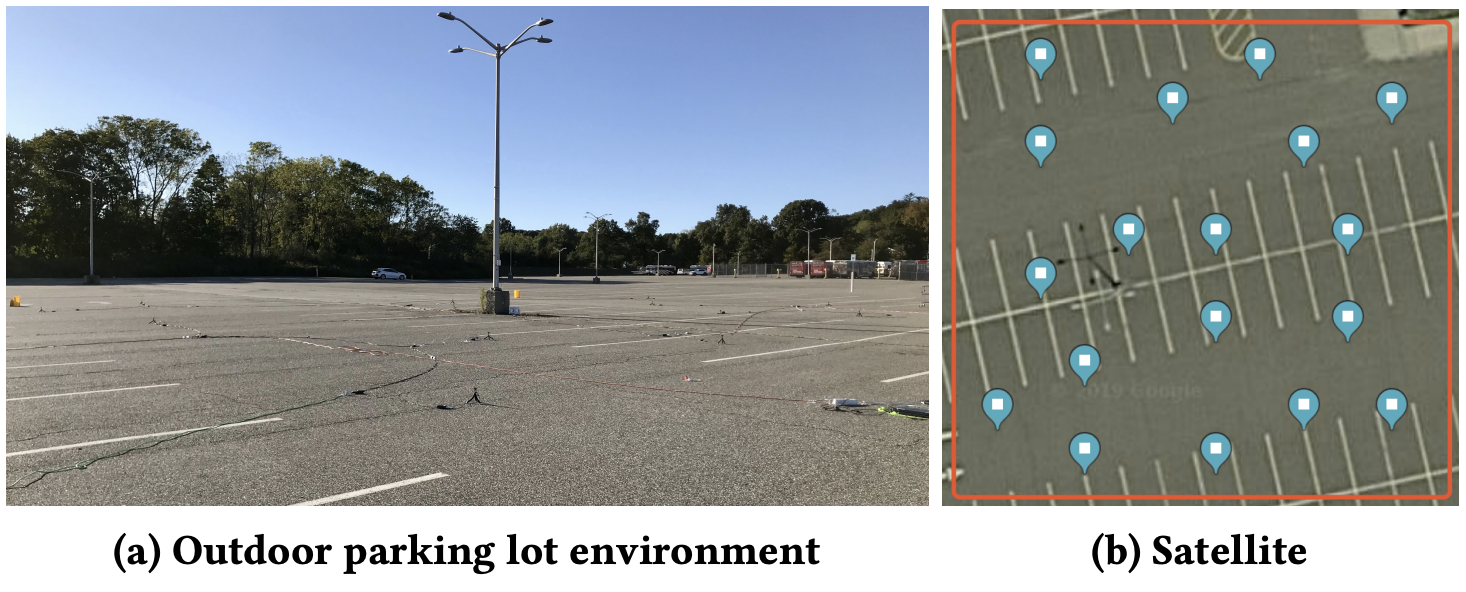 © 2019 Google
(a) Outdoor parking lot environment
(b) Satellite